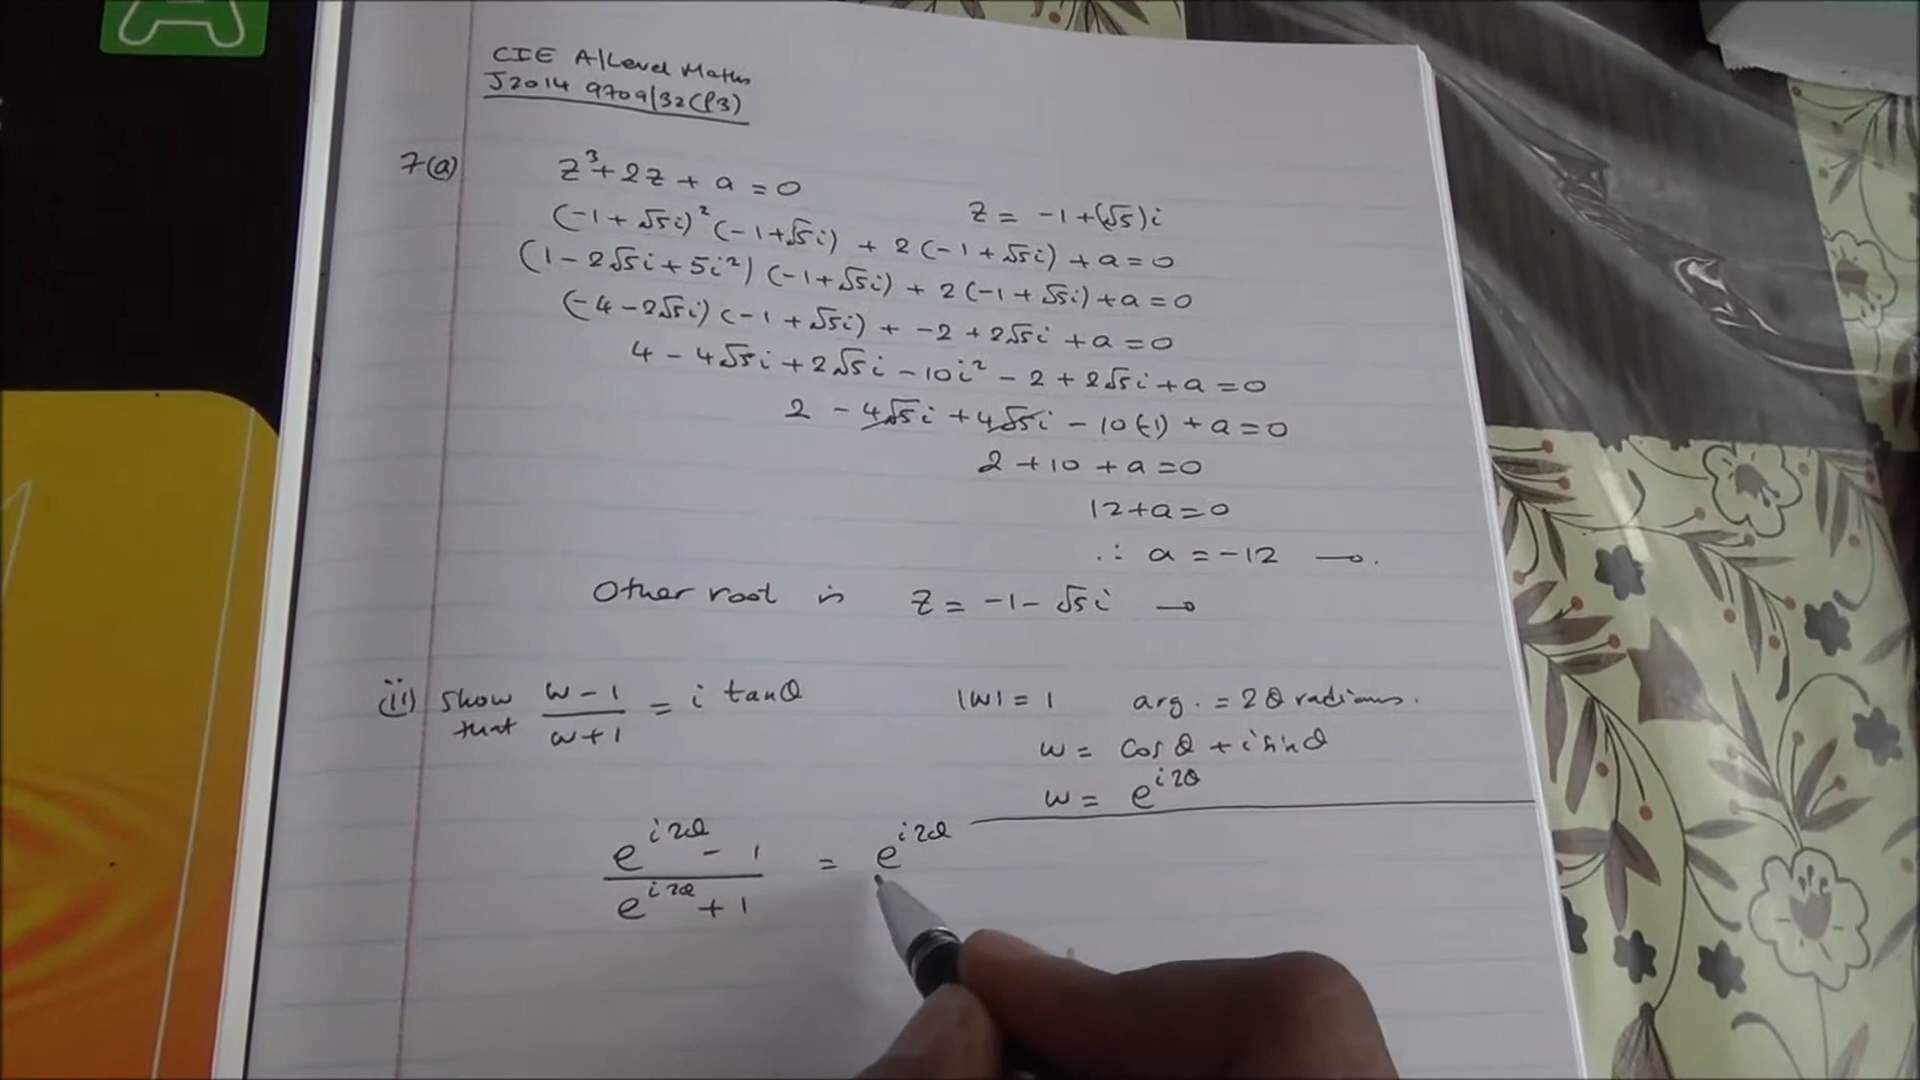 CIE A/Level Maths
J2014 9709/32(P3)
7(a) z³ + 2z + a = 0
z = -1 + (√5)i
(-1 + √5i)² (-1 + √5i) + 2(-1 + √5i) + a = 0
(1 - 2√5i + 5i²) (-1 + √5i) + 2(-1 + √5i) + a = 0
(-4 - 2√5i) (-1 + √5i) + -2 + 2√5i + a = 0
4 - 4√5i + 2√5i - 10i² - 2 + 2√5i + a = 0
2 - 4√5i + 4√5i - 10(-1) + a = 0
2 + 10 + a = 0
12 + a = 0
∴ a = -12
Other root is z = -1 - √5i
(ii) Show that (w - 1)/(w + 1) = i tanθ
|w| = 1 arg. = 2θ radians.
w = cosθ + i sinθ
w = e^(i2θ)
(e^(i2θ) - 1)/(e^(i2θ) + 1) = e^(i2θ)